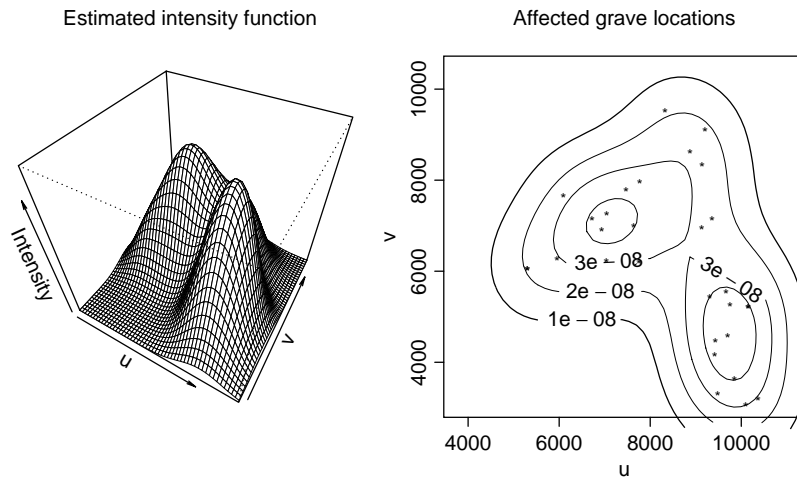 Estimated intensity function
Intensity
u
v
Affected grave locations
10000
8000
6000
4000
v
3e − 08
3e − 08
2e − 08
1e − 08
4000 6000 8000 10000
u